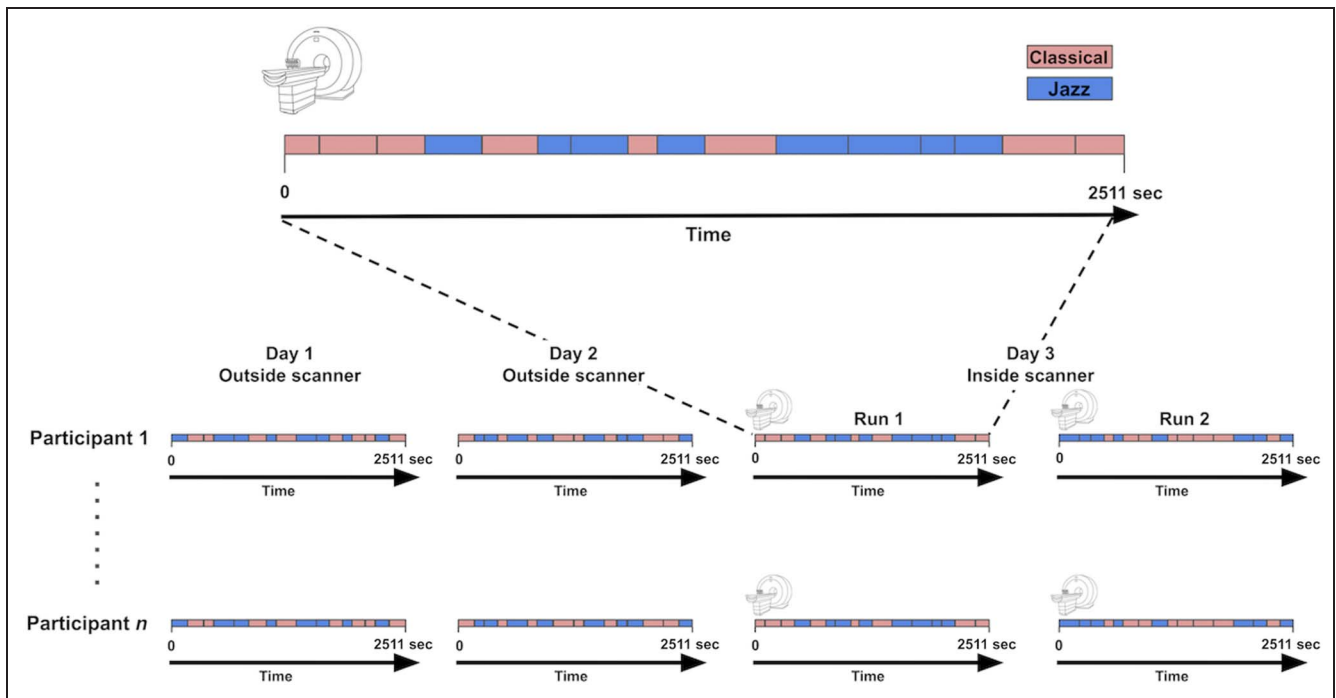 Classical
Jazz
0
2511 sec
Time
Day 1
Outside scanner
Day 2
Outside scanner
Day 3
Inside scanner
Participant 1
Run 1
Run 2
0
2511 sec
0
2511 sec
0
2511 sec
0
2511 sec
Time
Time
Time
Time
Participant n
0
2511 sec
0
2511 sec
0
2511 sec
0
2511 sec
Time
Time
Time
Time